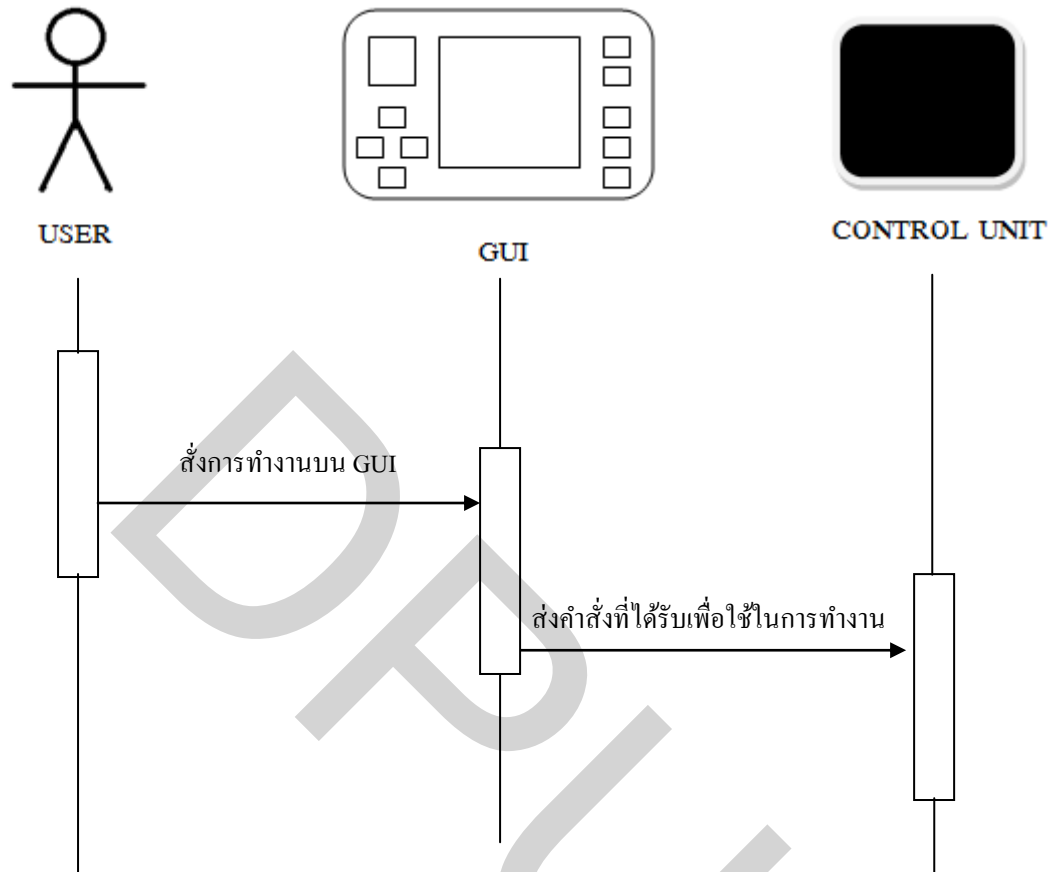 USER
GUI
CONTROL UNIT
สั่งการทำงานบน GUI
ส่งคำสั่งที่ได้รับเพื่อใช้ในการทำงาน
DPU